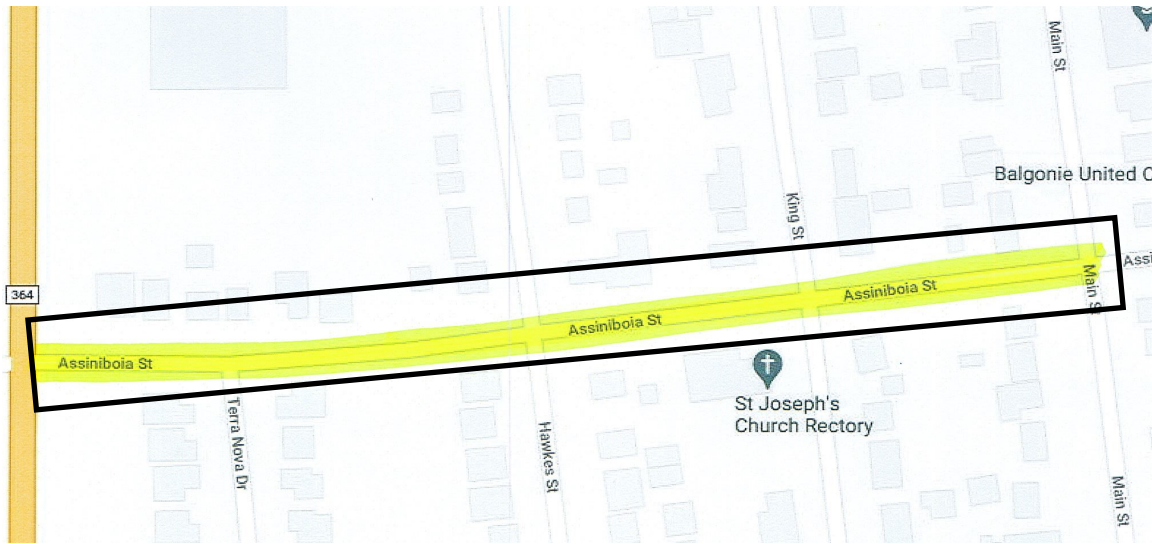 Main St
Balgonie United C
King St
364
Assi
Main St
Assiniboia St
Assiniboia St
Assiniboia St
St Joseph's
Church Rectory
Terra Nova Dr
Hawkes St
Main St